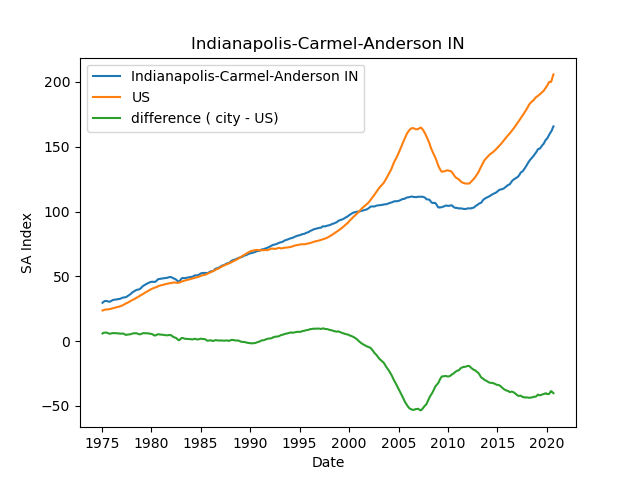 Indianapolis-Carmel-Anderson IN
Indianapolis-Carmel-Anderson IN
US
difference ( city - US)
SA Index
200
150
100
50
0
−50
1975 1980 1985 1990 1995 2000 2005 2010 2015 2020
Date